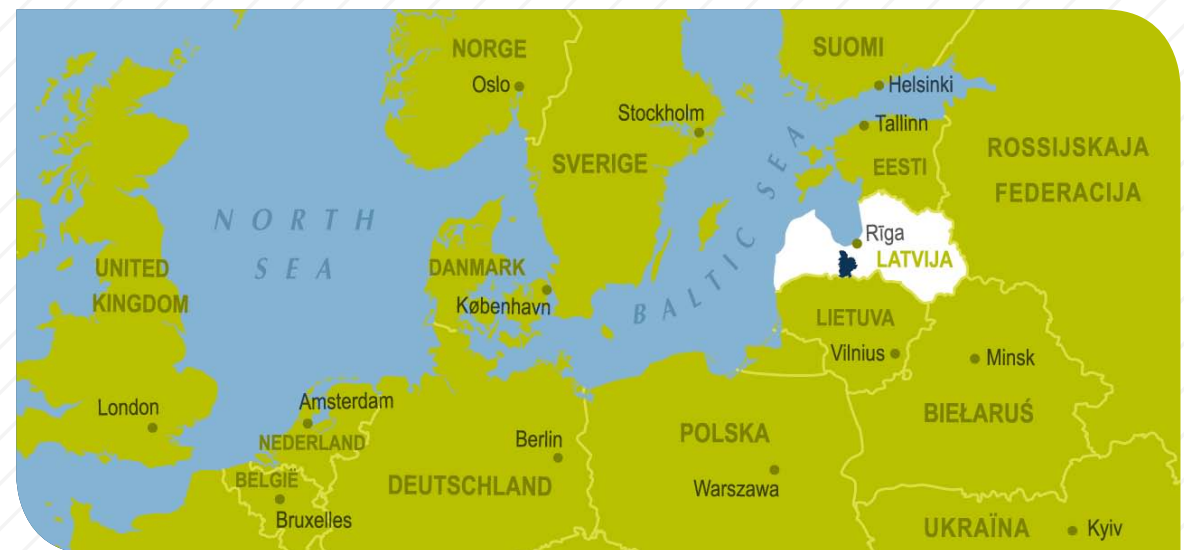 NORGE
Oslo
SUOMI
Helsinki
Stockholm
Tallinn
SVERIGE
EESTI
ROSSIJSKAJA
FEDERACIJA
NORTH
SEA
BALTIC SEA
Rīga
LATVIJA
UNITED
KINGDOM
DANMARK
København
LIETUVA
Vilnius
Minsk
London
Amsterdam
NEDERLAND
BELGIË
Bruxelles
Berlin
DEUTSCHLAND
POLSKA
Warszawa
BIEŁARUŚ
UKRAÏNA
Kyiv